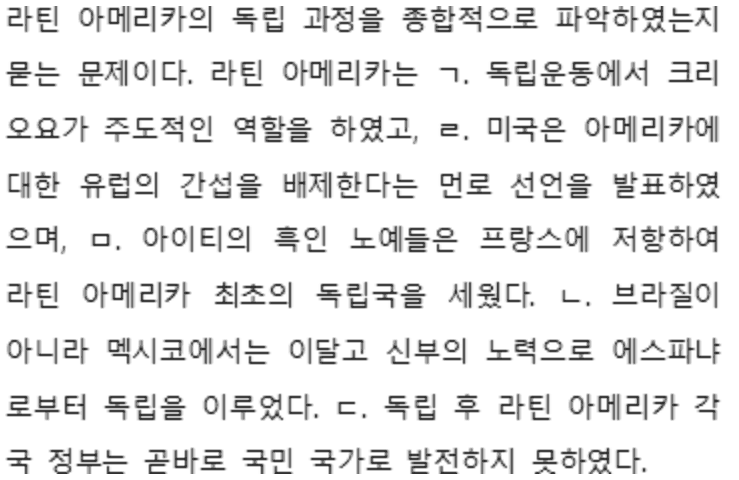 라틴 아메리카의 독립 과정을 종합적으로 파악하였는지
묻는 문제이다. 라틴 아메리카는 ㄱ. 독립운동에서 크리
오요가 주도적인 역할을 하였고, ㄹ. 미국은 아메리카에
대한 유럽의 간섭을 배제한다는 먼로 선언을 발표하였
으며, ㅁ. 아이티의 흑인 노예들은 프랑스에 저항하여
라틴 아메리카 최초의 독립국을 세웠다. ㄴ. 브라질이
아니라 멕시코에서는 이달고 신부의 노력으로 에스파냐
로부터 독립을 이루었다. ㄷ. 독립 후 라틴 아메리카 각
국 정부는 곧바로 국민 국가로 발전하지 못하였다.